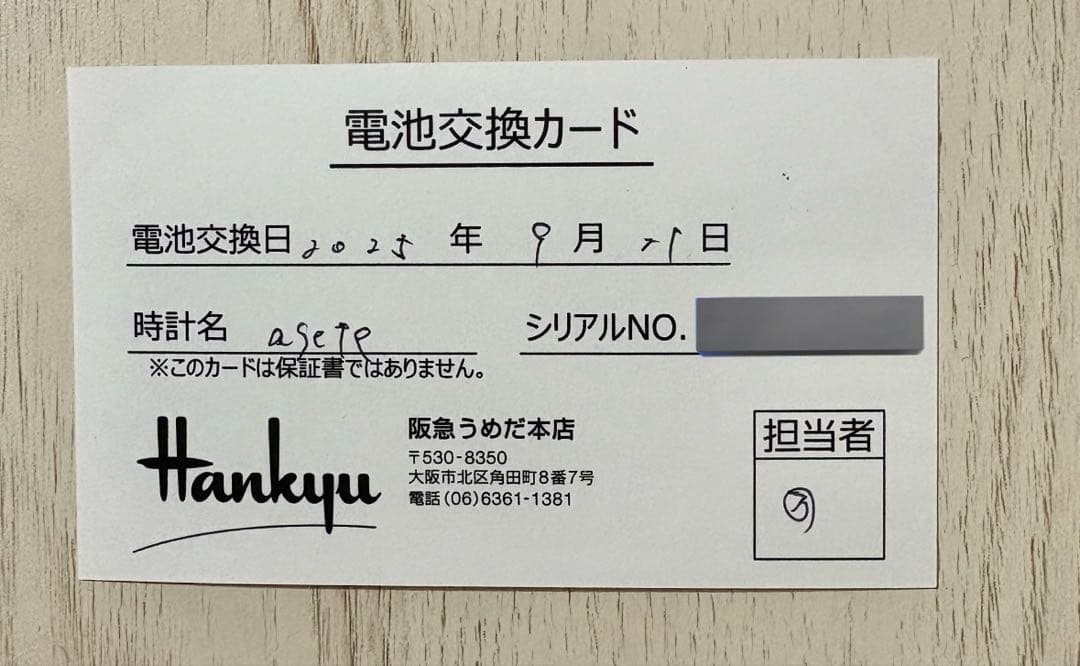 電池交換カード
電池交換日 2025 年 9 月 21 日
時計名 agete シリアルNO.
※このカードは保証書ではありません。
Hankyu
阪急うめだ本店
〒530-8350
大阪市北区角田町8番7号
電話(06)6361-1381
担当者